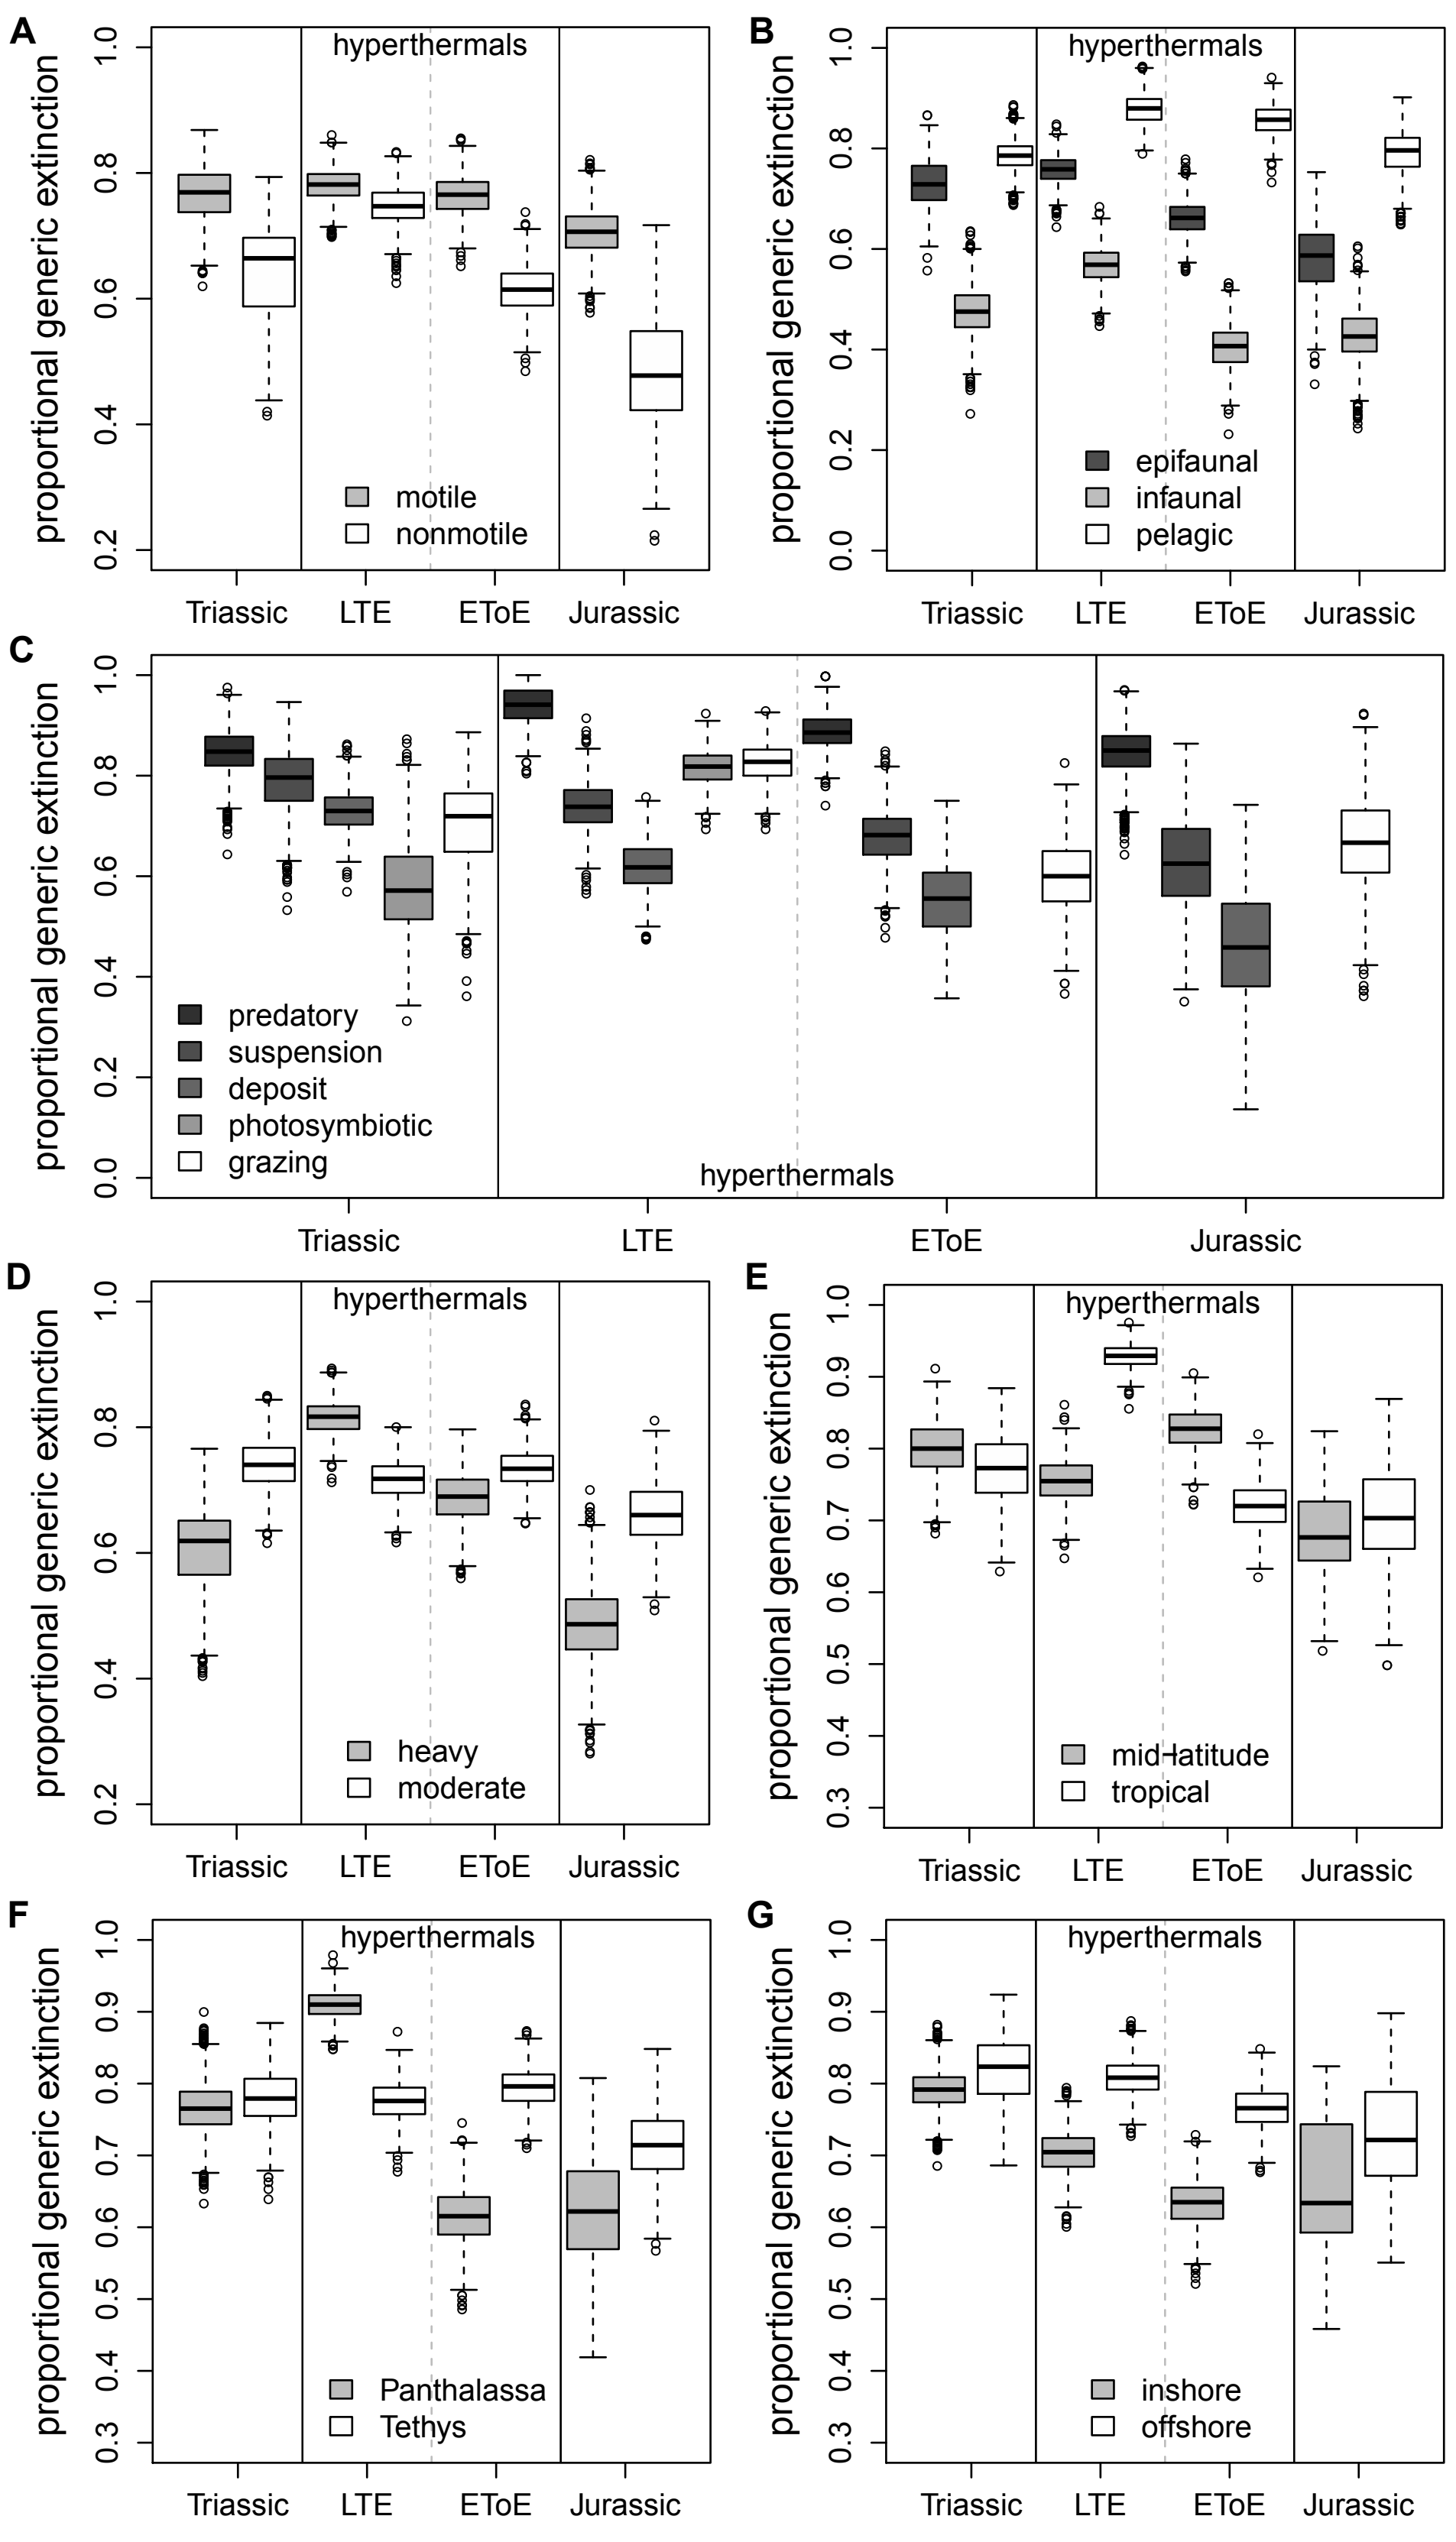 A
proportional generic extinction
1.0
0.8
0.6
0.4
0.2
hyperthermals
motile
nonmotile
Triassic LTE EToE Jurassic
B
proportional generic extinction
1.0
0.8
0.6
0.4
0.2
0.0
hyperthermals
epifaunal
infaunal
pelagic
Triassic LTE EToE Jurassic
C
proportional generic extinction
1.0
0.8
0.6
0.4
0.2
0.0
predatory
suspension
deposit
photosymbiotic
grazing
hyperthermals
Triassic LTE EToE Jurassic
D
proportional generic extinction
1.0
0.8
0.6
0.4
0.2
hyperthermals
heavy
moderate
Triassic LTE EToE Jurassic
E
proportional generic extinction
1.0
0.9
0.8
0.7
0.6
0.5
0.4
0.3
hyperthermals
mid-latitude
tropical
Triassic LTE EToE Jurassic
F
proportional generic extinction
1.0
0.9
0.8
0.7
0.6
0.5
0.4
0.3
hyperthermals
Panthalassa
Tethys
Triassic LTE EToE Jurassic
G
proportional generic extinction
1.0
0.9
0.8
0.7
0.6
0.5
0.4
0.3
hyperthermals
inshore
offshore
Triassic LTE EToE Jurassic